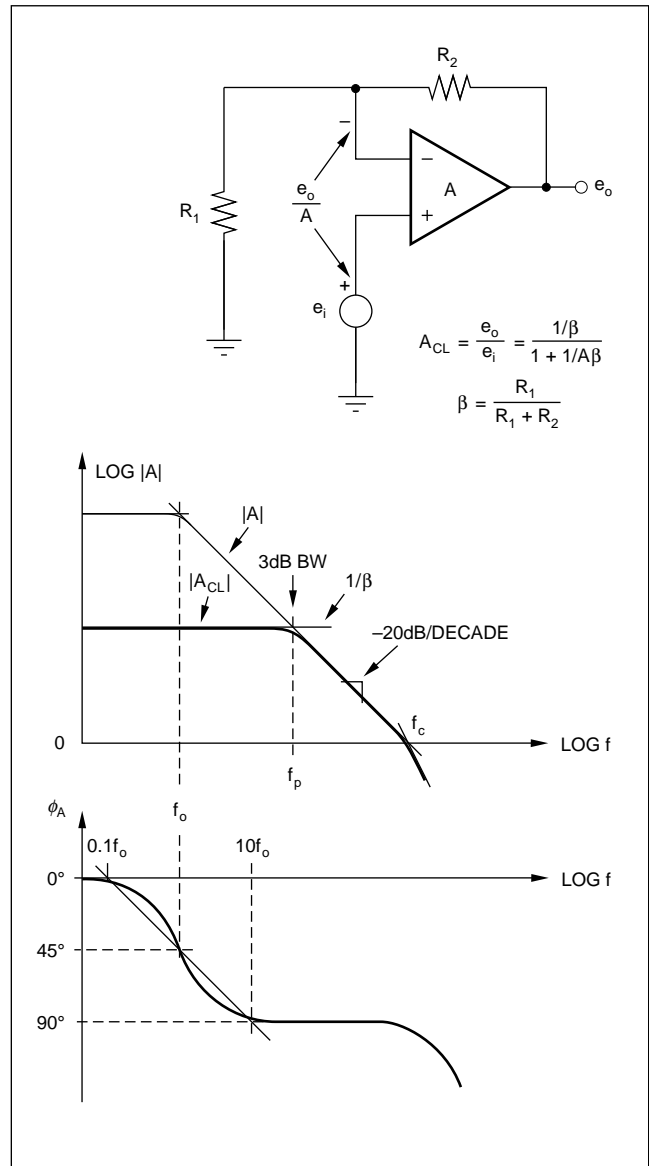 R2
−
−
A
eo
R1
eo
A
+
+
ei
ACL = eo/ei = 1/β / 1 + 1/Aβ
β = R1 / R1 + R2
LOG |A|
|A|
3dB BW
|ACL|
1/β
–20dB/DECADE
fc
0
LOG f
fp
ϕA
fo
0.1fo
10fo
0°
LOG f
45°
90°